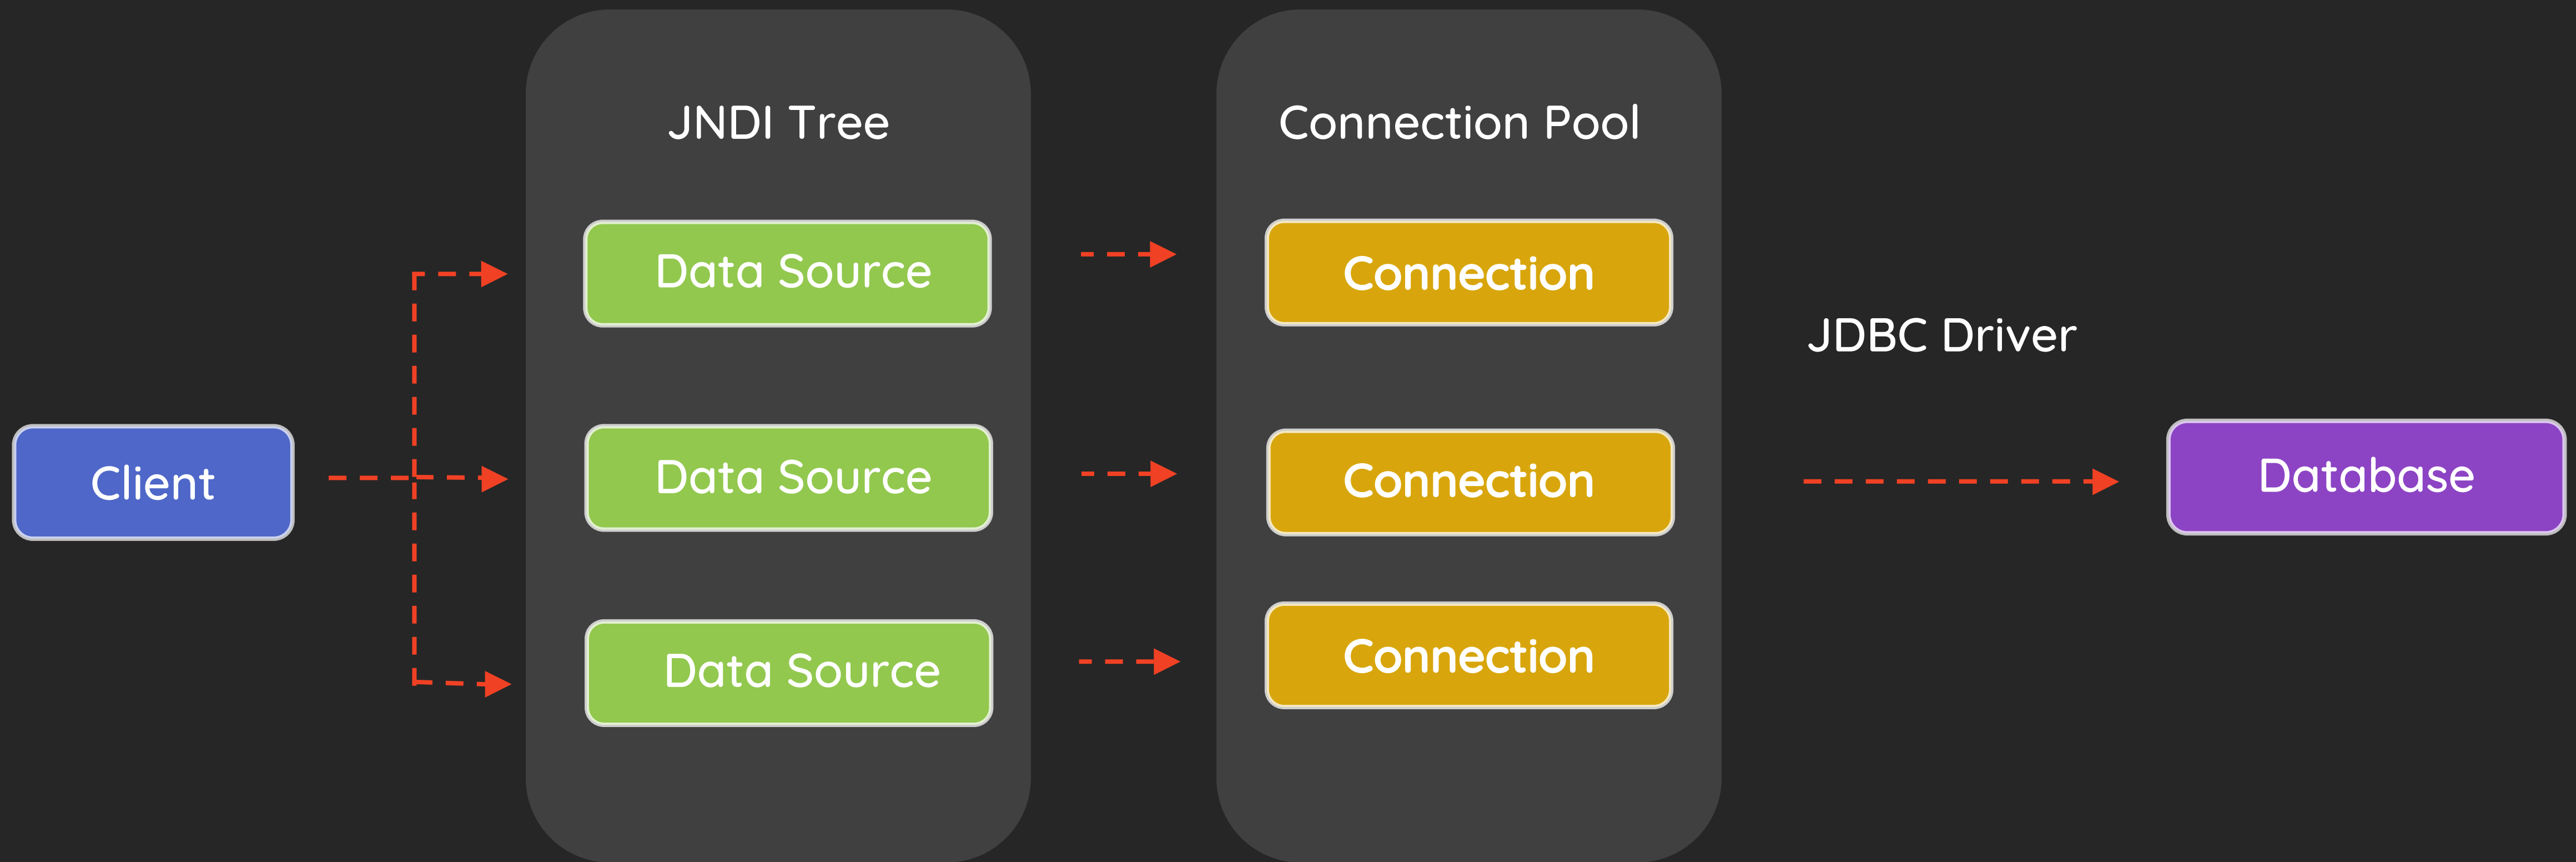 JNDI Tree
Connection Pool
Data Source
Connection
JDBC Driver
Client
Data Source
Connection
Database
Data Source
Connection